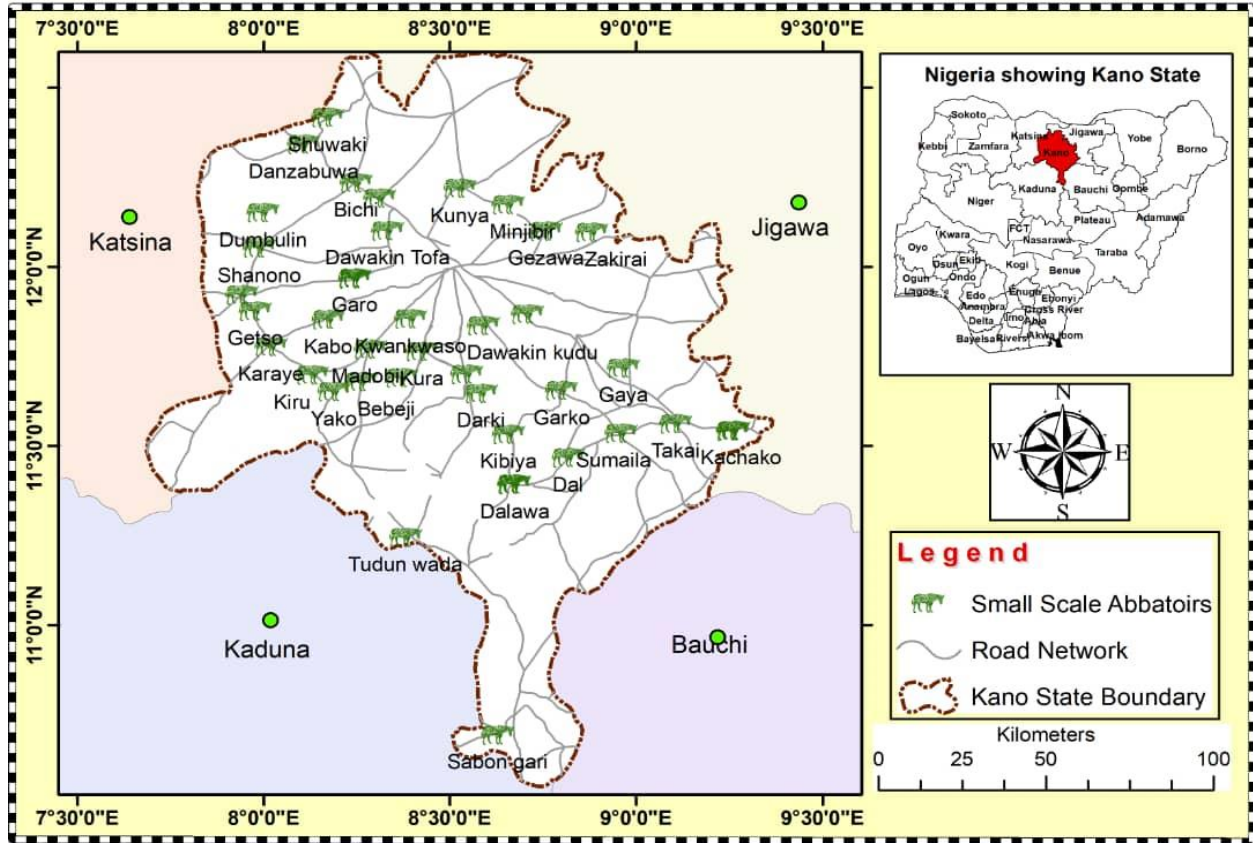 7°30'0"E 8°0'0"E 8°30'0"E 9°0'0"E 9°30'0"E
12°0'0"N
11°30'0"N
11°0'0"N
Katsina
Jigawa
Kaduna
Bauchi
Shuwaki
Danzabuwa
Bichi
Kunya
Minjibir
Dumbulin
Dawakin Tofa
Gezawa
Zakirai
Shanono
Garo
Getso
Kabo
Kwankwaso
Dawakin kudu
Karaye
Madobi
Kura
Gaya
Kiru
Yako
Bebeji
Darki
Garko
Kibiya
Sumaila
Takai
Kachako
Dal
Dalawa
Tudun wada
Sabon gari
7°30'0"E 8°0'0"E 8°30'0"E 9°0'0"E 9°30'0"E
Nigeria showing Kano State
Sokoto
Katsina
Jigawa
Kebbi
Zamfara
Kano
Yobe
Borno
Kaduna
Bauchi
Gombe
Niger
Adamawa
Plateau
FCT
Kwara
Nasarawa
Oyo
Taraba
Osun
Ekiti
Kogi
Benue
Ogun
Ondo
Lagos
Edo
Enugu
Ebonyi
Anambra
Cross River
Delta
Imo
Abia
Bayelsa
Rivers
Akwa Ibom
N
W E
S
Legend
Small Scale Abbatoirs
Road Network
Kano State Boundary
Kilometers
0 25 50 100